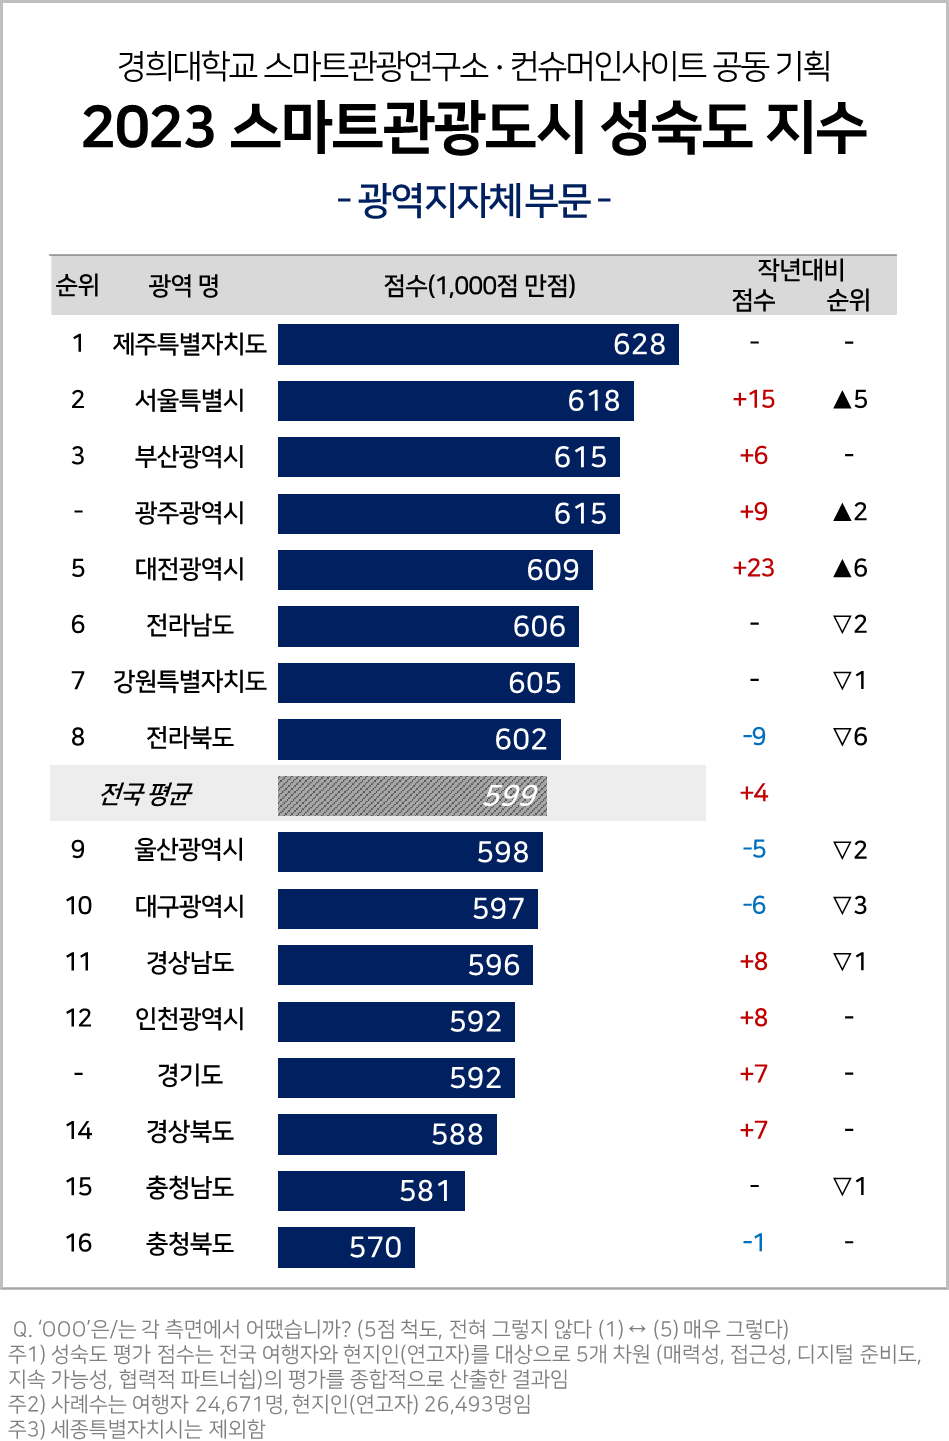 경희대학교 스마트관광연구소 · 컨슈머인사이트 공동 기획
2023 스마트관광도시 성숙도 지수
- 광역지자체 부문 -
순위 광역 명 점수(1,000점 만점) 작년대비
점수 순위
1 제주특별자치도 628 - -
2 서울특별시 618 +15 ▲5
3 부산광역시 615 +6 -
- 광주광역시 615 +9 ▲2
5 대전광역시 609 +23 ▲6
6 전라남도 606 - ▽2
7 강원특별자치도 605 - ▽1
8 전라북도 602 -9 ▽6
전국 평균 599 +4
9 울산광역시 598 -5 ▽2
10 대구광역시 597 -6 ▽3
11 경상남도 596 +8 ▽1
12 인천광역시 592 +8 -
- 경기도 592 +7 -
14 경상북도 588 +7 -
15 충청남도 581 - ▽1
16 충청북도 570 -1 -
Q. ‘OOO’은/는 각 측면에서 어땠습니까? (5점 척도, 전혀 그렇지 않다 (1) ↔ (5) 매우 그렇다)
주1) 성숙도 평가 점수는 전국 여행자와 현지인(연고자)를 대상으로 5개 차원 (매력성, 접근성, 디지털 준비도,
지속 가능성, 협력적 파트너쉽)의 평가를 종합적으로 산출한 결과임
주2) 사례수는 여행자 24,671명, 현지인(연고자) 26,493명임
주3) 세종특별자치시는 제외함